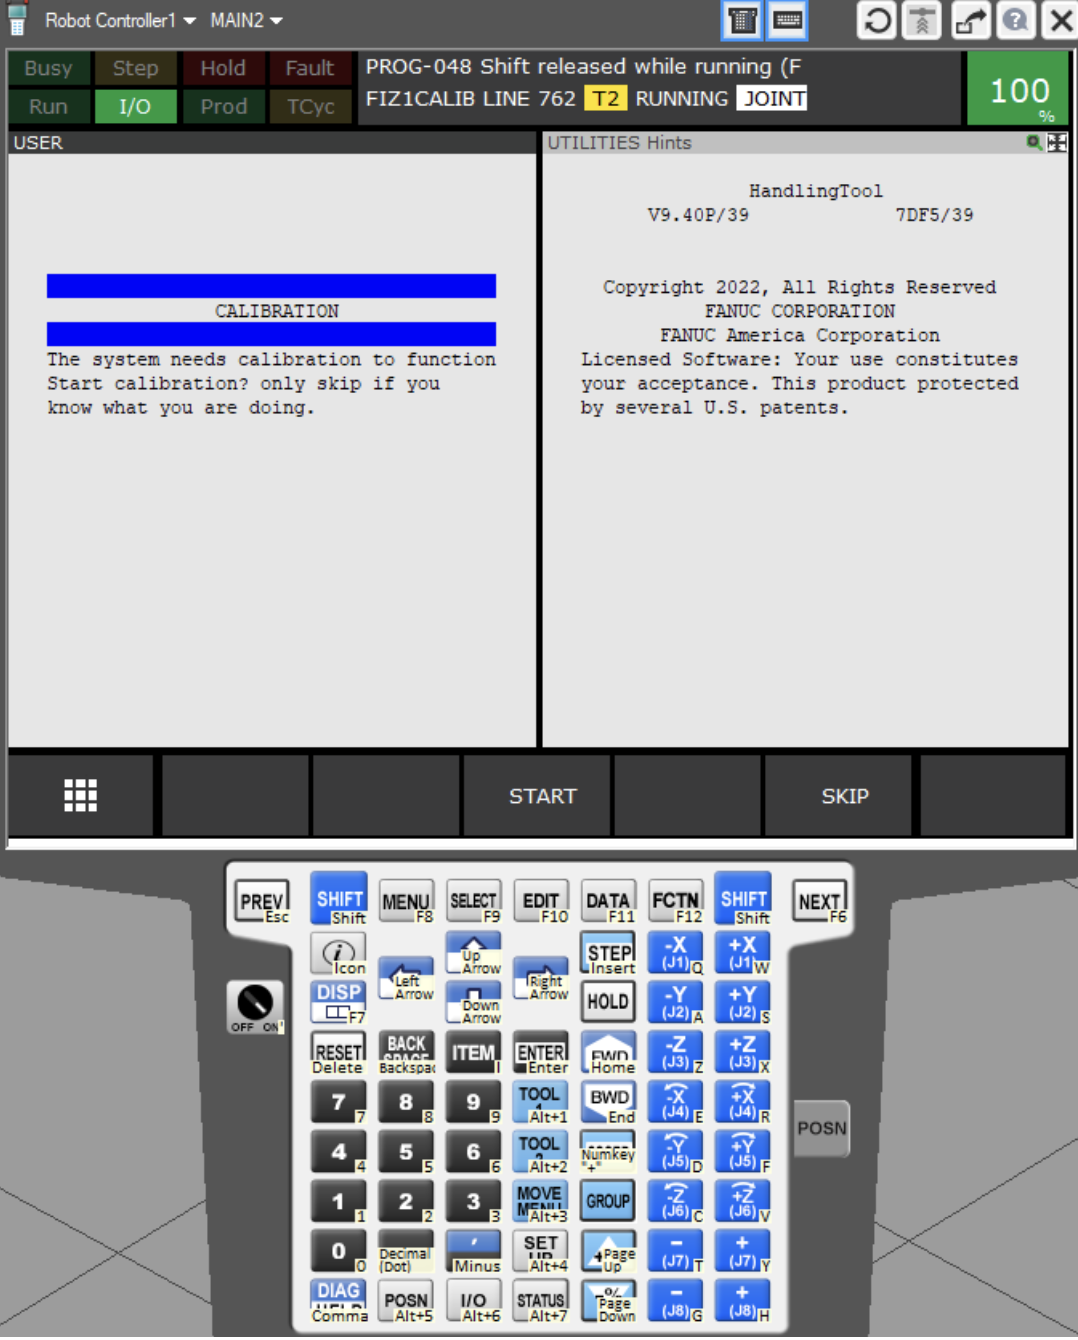 Robot Controller1 MAIN2
Busy Step Hold Fault
Run I/O Prod TCyc
PROG-048 Shift released while running (F
FIZ1CALIB LINE 762 T2 RUNNING JOINT
100
%
USER
CALIBRATION
The system needs calibration to function
Start calibration? only skip if you
know what you are doing.
UTILITIES Hints
HandlingTool
V9.40P/39 7DF5/39
Copyright 2022, All Rights Reserved
FANUC CORPORATION
FANUC America Corporation
Licensed Software: Your use constitutes
your acceptance. This product protected
by several U.S. patents.
START SKIP
PREV Esc
SHIFT Shift
MENU F8
SELECT F9
EDIT F10
DATA F11
FCTN F12
SHIFT Shift
NEXT F6
i Icon
Left Arrow
Up Arrow
Right Arrow
STEP Insert
-X (J1) Q
+X (J1) W
OFF ON
DISP F7
Down Arrow
HOLD
-Y (J2) A
+Y (J2) S
RESET Delete
BACK Backspac
ITEM I
ENTER Enter
FWD Home
-Z (J3) Z
+Z (J3) X
7 7
8 8
9 9
TOOL 1 Alt+1
BWD End
-X (J4) E
+X (J4) R
POSN
4 4
5 5
6 6
TOOL 2 Alt+2
Numkey "+"
-Y (J5) D
+Y (J5) F
1 1
2 2
3 3
MOVE MENU Alt+3
GROUP
-Z (J6) C
+Z (J6) V
0 0
Decimal (Dot)
Minus
SET UP Alt+4
+% Page Up
- (J7) T
+ (J7) Y
DIAG HELP Comma
POSN Alt+5
I/O Alt+6
STATUS Alt+7
-% Page Down
- (J8) G
+ (J8) H